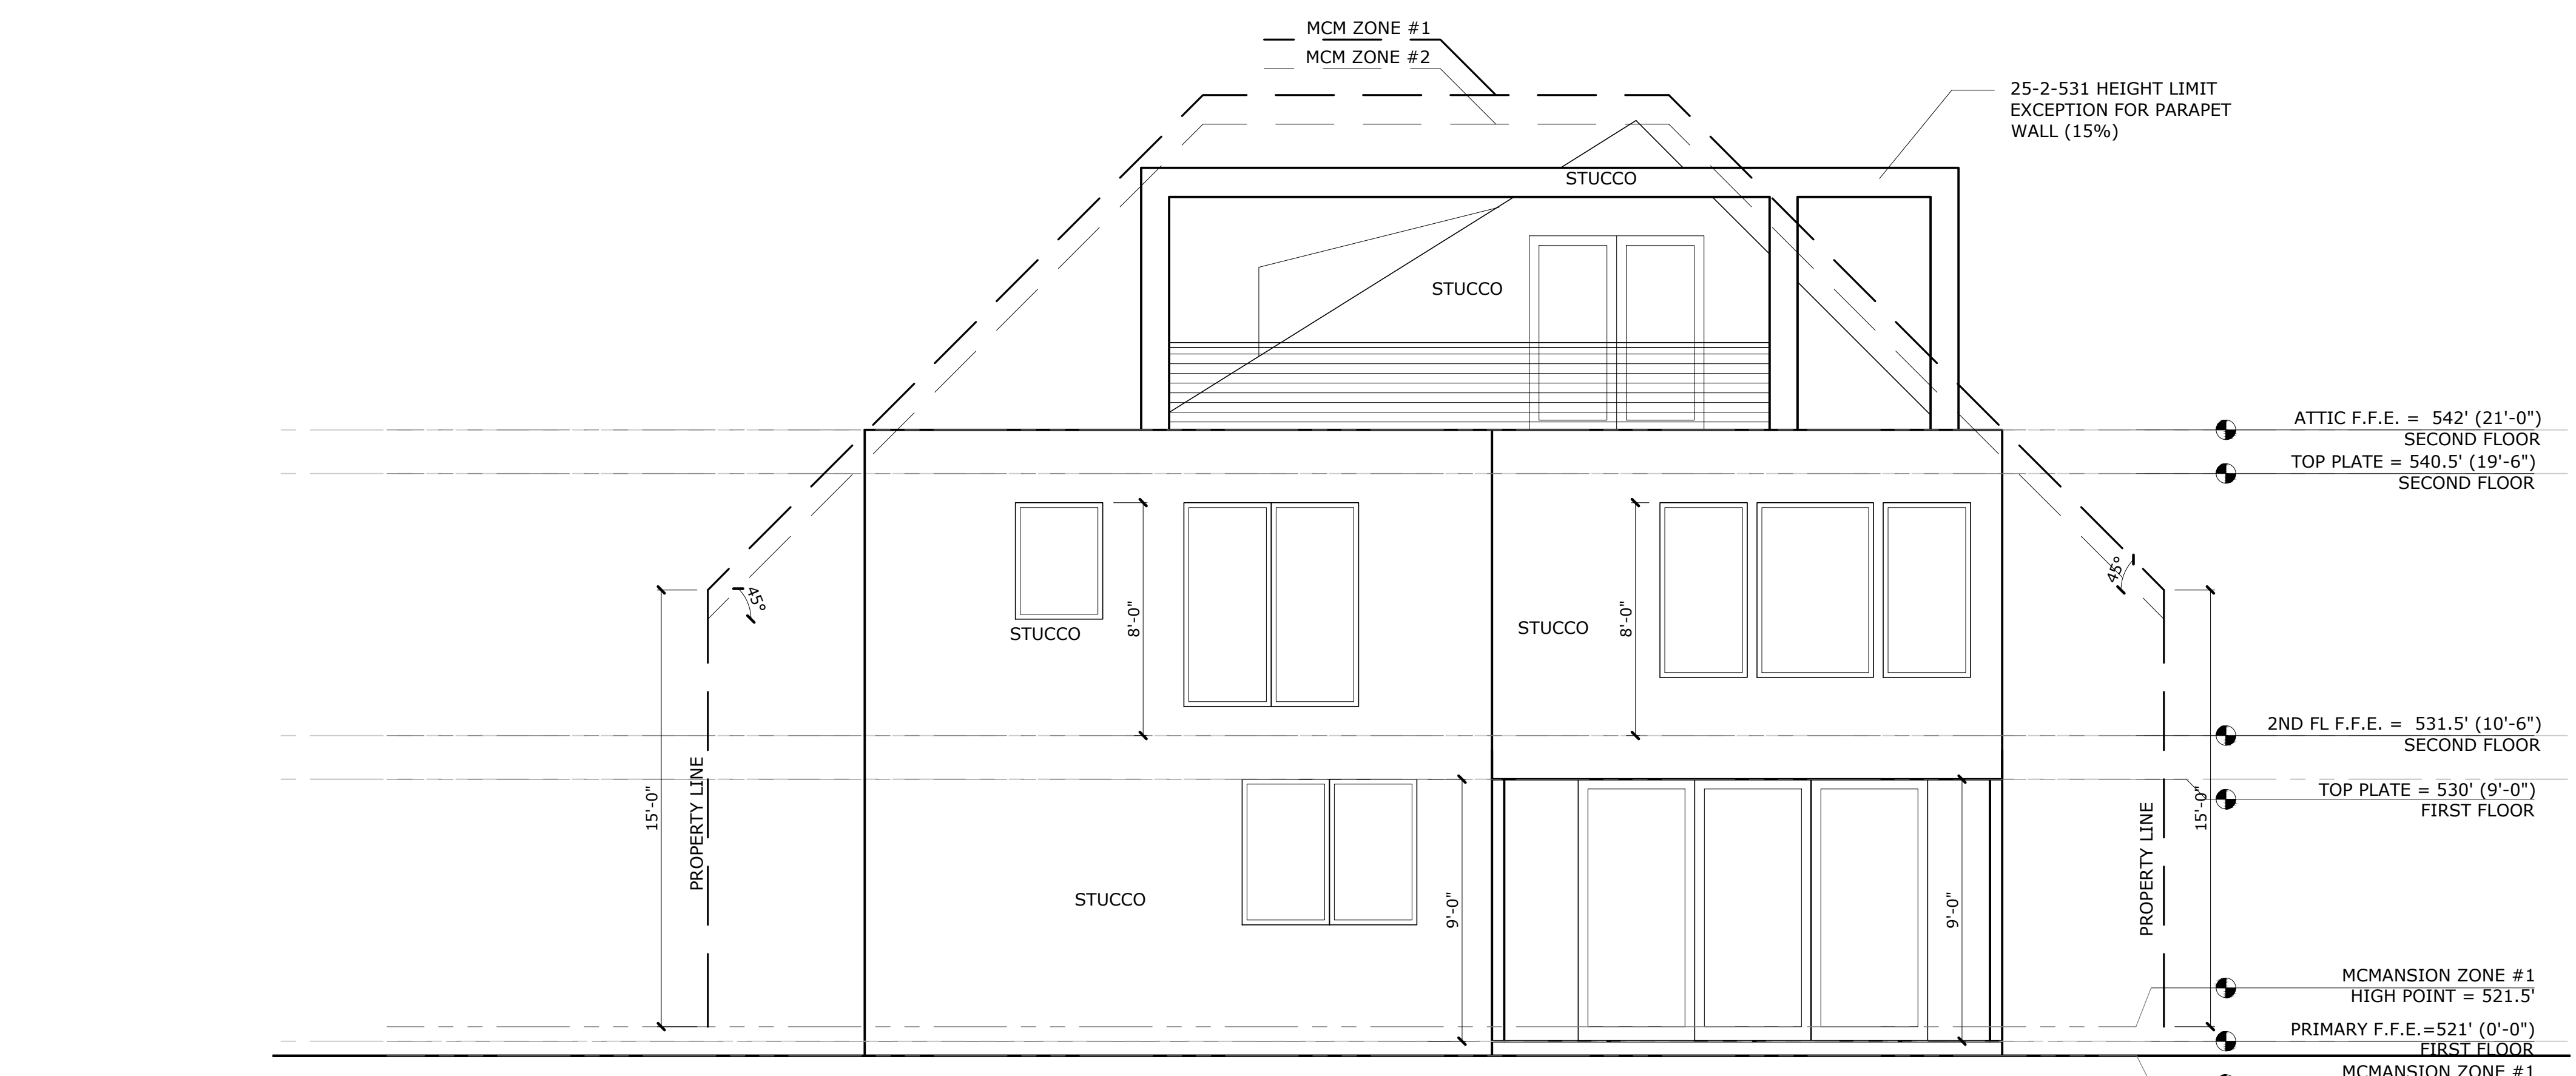 MCM ZONE #1
MCM ZONE #2
25-2-531 HEIGHT LIMIT
EXCEPTION FOR PARAPET
WALL (15%)
STUCCO
STUCCO
ATTIC F.F.E. = 542' (21'-0")
SECOND FLOOR
TOP PLATE = 540.5' (19'-6")
SECOND FLOOR
45°
45°
8'-0"
8'-0"
STUCCO
STUCCO
2ND FL F.F.E. = 531.5' (10'-6")
SECOND FLOOR
TOP PLATE = 530' (9'-0")
FIRST FLOOR
15'-0"
PROPERTY LINE
15'-0"
PROPERTY LINE
STUCCO
9'-0"
9'-0"
MCMANSION ZONE #1
HIGH POINT = 521.5'
PRIMARY F.F.E.=521' (0'-0")
FIRST FLOOR
MCMANSION ZONE #1